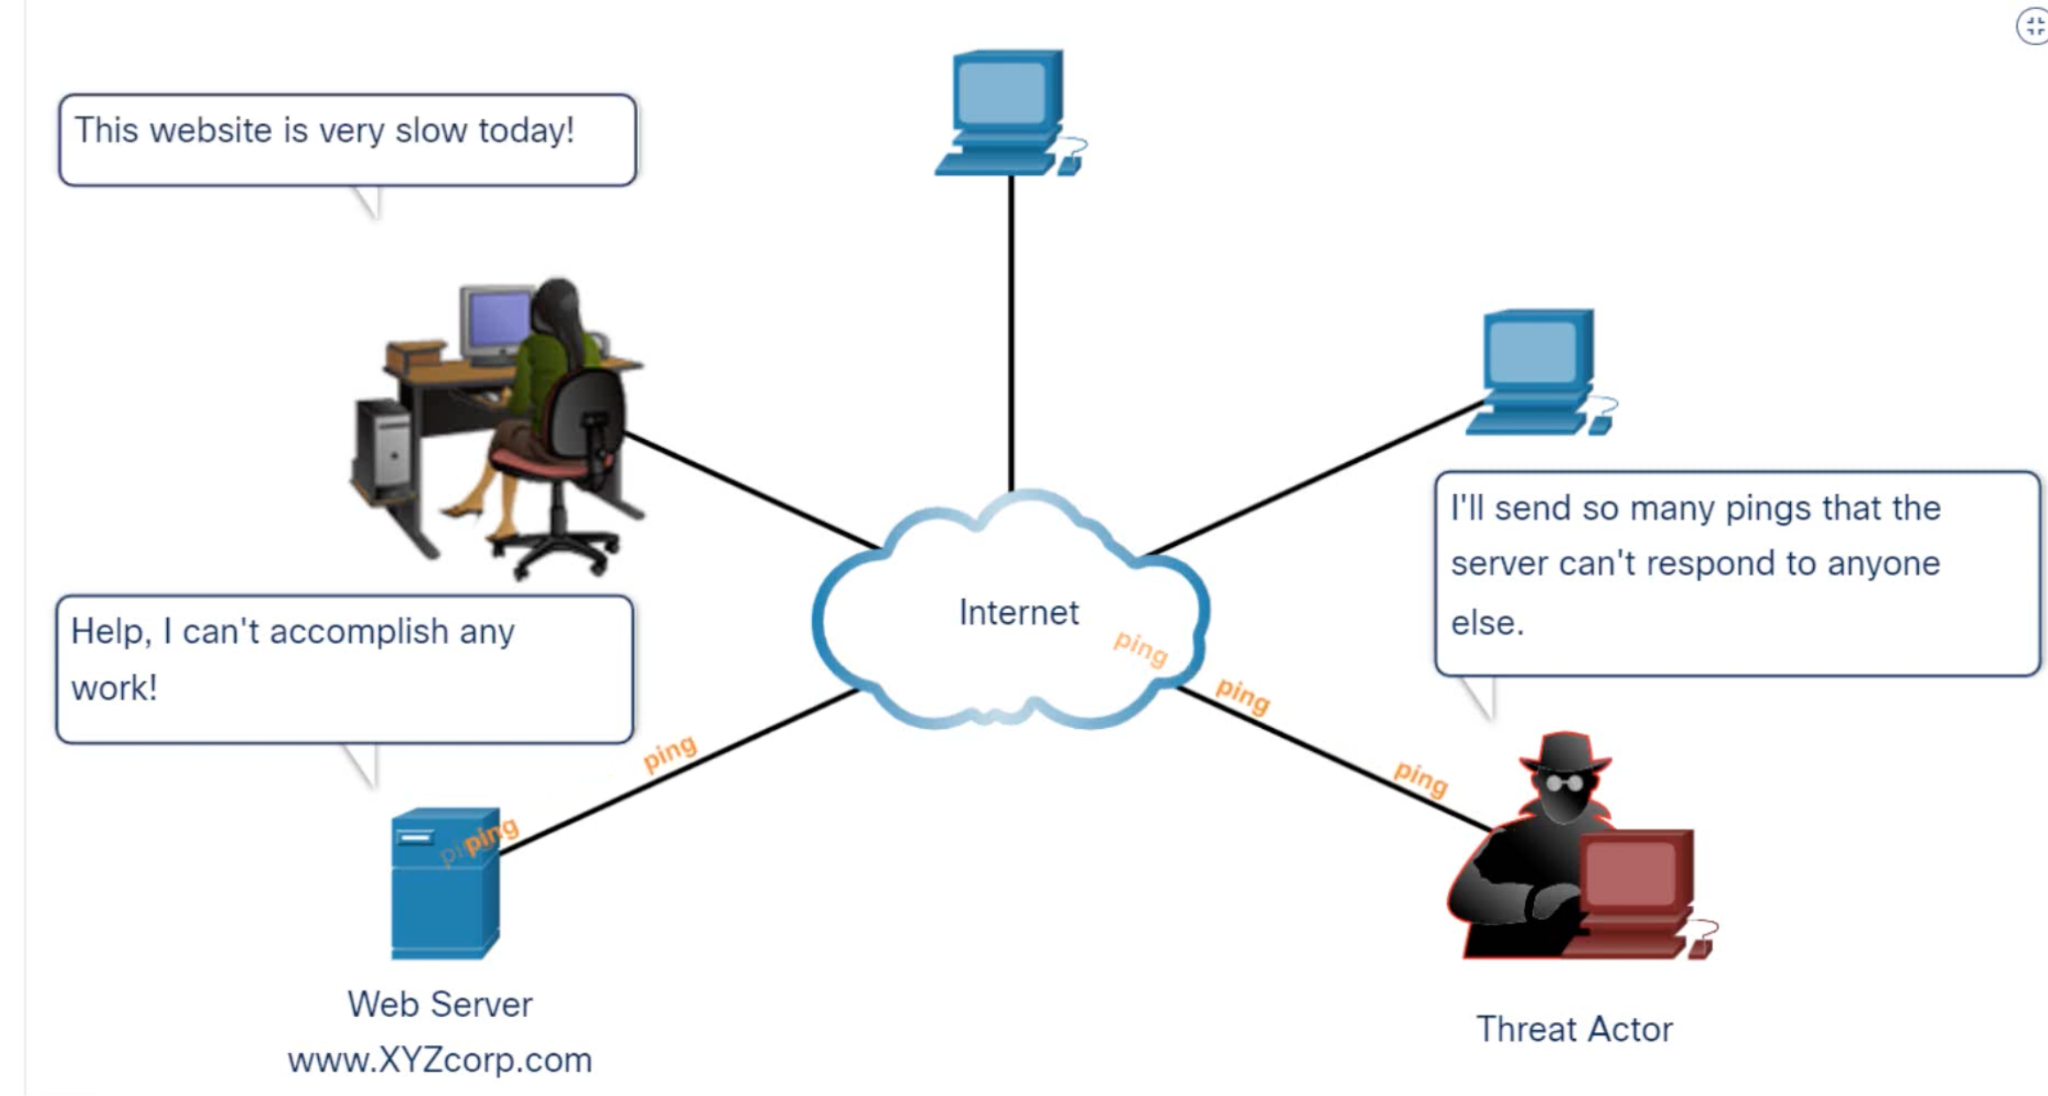 This website is very slow today!
I'll send so many pings that the
server can't respond to anyone
else.
Help, I can't accomplish any
work!
Internet
ping
ping
ping
ping
ping
Web Server
www.XYZcorp.com
Threat Actor